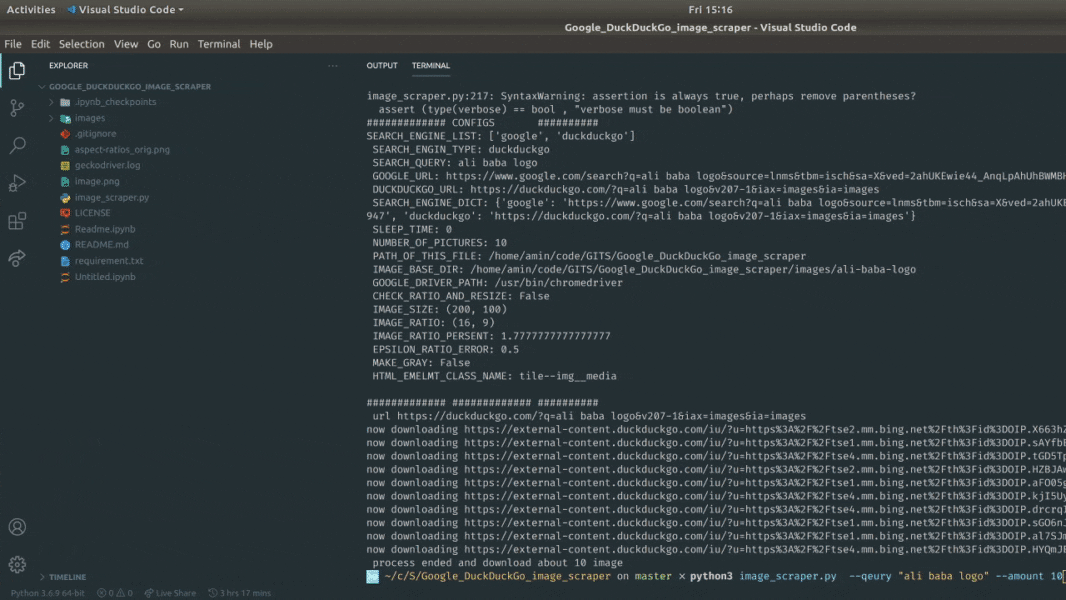 Activities Visual Studio Code Fri 15:16
Google_DuckDuckGo_image_scraper - Visual Studio Code
File Edit Selection View Go Run Terminal Help
EXPLORER ··· OUTPUT TERMINAL
GOOGLE_DUCKDUCKGO_IMAGE_SCRAPER
.ipynb_checkpoints
images
.gitignore
aspect-ratios_orig.png
geckodriver.log
image.png
image_scraper.py
LICENSE
Readme.ipynb
README.md
requirement.txt
Untitled.ipynb
TIMELINE
image_scraper.py:217: SyntaxWarning: assertion is always true, perhaps remove parentheses?
assert (type(verbose) == bool , "verbose must be boolean")
############# CONFIGS ##########
SEARCH_ENGINE_LIST: ['google', 'duckduckgo']
SEARCH_ENGIN_TYPE: duckduckgo
SEARCH_QUERY: ali baba logo
GOOGLE_URL: https://www.google.com/search?q=ali baba logo&source=lnms&tbm=isch&sa=X&ved=2ahUKEwie44_AnqLpAhUhBWMBH
DUCKDUCKGO_URL: https://duckduckgo.com/?q=ali baba logo&v207-1&iax=images&ia=images
SEARCH_ENGINE_DICT: {'google': 'https://www.google.com/search?q=ali baba logo&source=lnms&tbm=isch&sa=X&ved=2ahUKE
947', 'duckduckgo': 'https://duckduckgo.com/?q=ali baba logo&v207-1&iax=images&ia=images'}
SLEEP_TIME: 0
NUMBER_OF_PICTURES: 10
PATH_OF_THIS_FILE: /home/amin/code/GITS/Google_DuckDuckGo_image_scraper
IMAGE_BASE_DIR: /home/amin/code/GITS/Google_DuckDuckGo_image_scraper/images/ali-baba-logo
GOOGLE_DRIVER_PATH: /usr/bin/chromedriver
CHECK_RATIO_AND_RESIZE: False
IMAGE_SIZE: (200, 100)
IMAGE_RATIO: (16, 9)
IMAGE_RATIO_PERSENT: 1.7777777777777777
EPSILON_RATIO_ERROR: 0.5
MAKE_GRAY: False
HTML_EMELMT_CLASS_NAME: tile--img__media
############# ############# ##########
url https://duckduckgo.com/?q=ali baba logo&v207-1&iax=images&ia=images
now downloading https://external-content.duckduckgo.com/iu/?u=https%3A%2F%2Ftse2.mm.bing.net%2Fth%3Fid%3DOIP.X663h
now downloading https://external-content.duckduckgo.com/iu/?u=https%3A%2F%2Ftse1.mm.bing.net%2Fth%3Fid%3DOIP.sAYfb
now downloading https://external-content.duckduckgo.com/iu/?u=https%3A%2F%2Ftse4.mm.bing.net%2Fth%3Fid%3DOIP.tGD5T
now downloading https://external-content.duckduckgo.com/iu/?u=https%3A%2F%2Ftse2.mm.bing.net%2Fth%3Fid%3DOIP.HZBJA
now downloading https://external-content.duckduckgo.com/iu/?u=https%3A%2F%2Ftse1.mm.bing.net%2Fth%3Fid%3DOIP.aFO05
now downloading https://external-content.duckduckgo.com/iu/?u=https%3A%2F%2Ftse4.mm.bing.net%2Fth%3Fid%3DOIP.kjI5U
now downloading https://external-content.duckduckgo.com/iu/?u=https%3A%2F%2Ftse4.mm.bing.net%2Fth%3Fid%3DOIP.drcrq
now downloading https://external-content.duckduckgo.com/iu/?u=https%3A%2F%2Ftse1.mm.bing.net%2Fth%3Fid%3DOIP.sGO6n
now downloading https://external-content.duckduckgo.com/iu/?u=https%3A%2F%2Ftse1.mm.bing.net%2Fth%3Fid%3DOIP.al7SJ
now downloading https://external-content.duckduckgo.com/iu/?u=https%3A%2F%2Ftse4.mm.bing.net%2Fth%3Fid%3DOIP.HYQmJ
process ended and download about 10 image
~/c/S/Google_DuckDuckGo_image_scraper on master × python3 image_scraper.py --qeury "ali baba logo" --amount 10
Python 3.6.9 64-bit 0 0 Live Share 3 hrs 17 mins